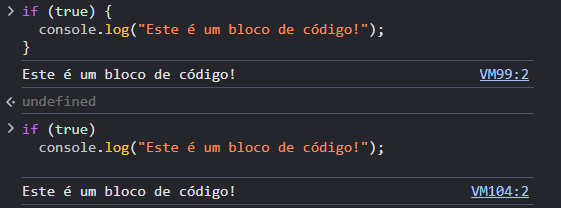 if (true) {
console.log("Este é um bloco de código!");
}
Este é um bloco de código! VM99:2
undefined
if (true)
console.log("Este é um bloco de código!");
Este é um bloco de código! VM104:2